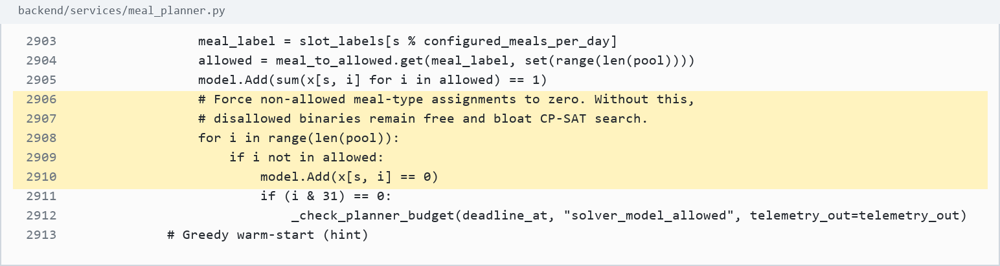 backend/services/meal_planner.py
2903                  meal_label = slot_labels[s % configured_meals_per_day]
2904                  allowed = meal_to_allowed.get(meal_label, set(range(len(pool))))
2905                  model.Add(sum(x[s, i] for i in allowed) == 1)
2906                  # Force non-allowed meal-type assignments to zero. Without this,
2907                  # disallowed binaries remain free and bloat CP-SAT search.
2908                  for i in range(len(pool)):
2909                      if i not in allowed:
2910                          model.Add(x[s, i] == 0)
2911                          if (i & 31) == 0:
2912                              _check_planner_budget(deadline_at, "solver_model_allowed", telemetry_out=telemetry_out)
2913              # Greedy warm-start (hint)